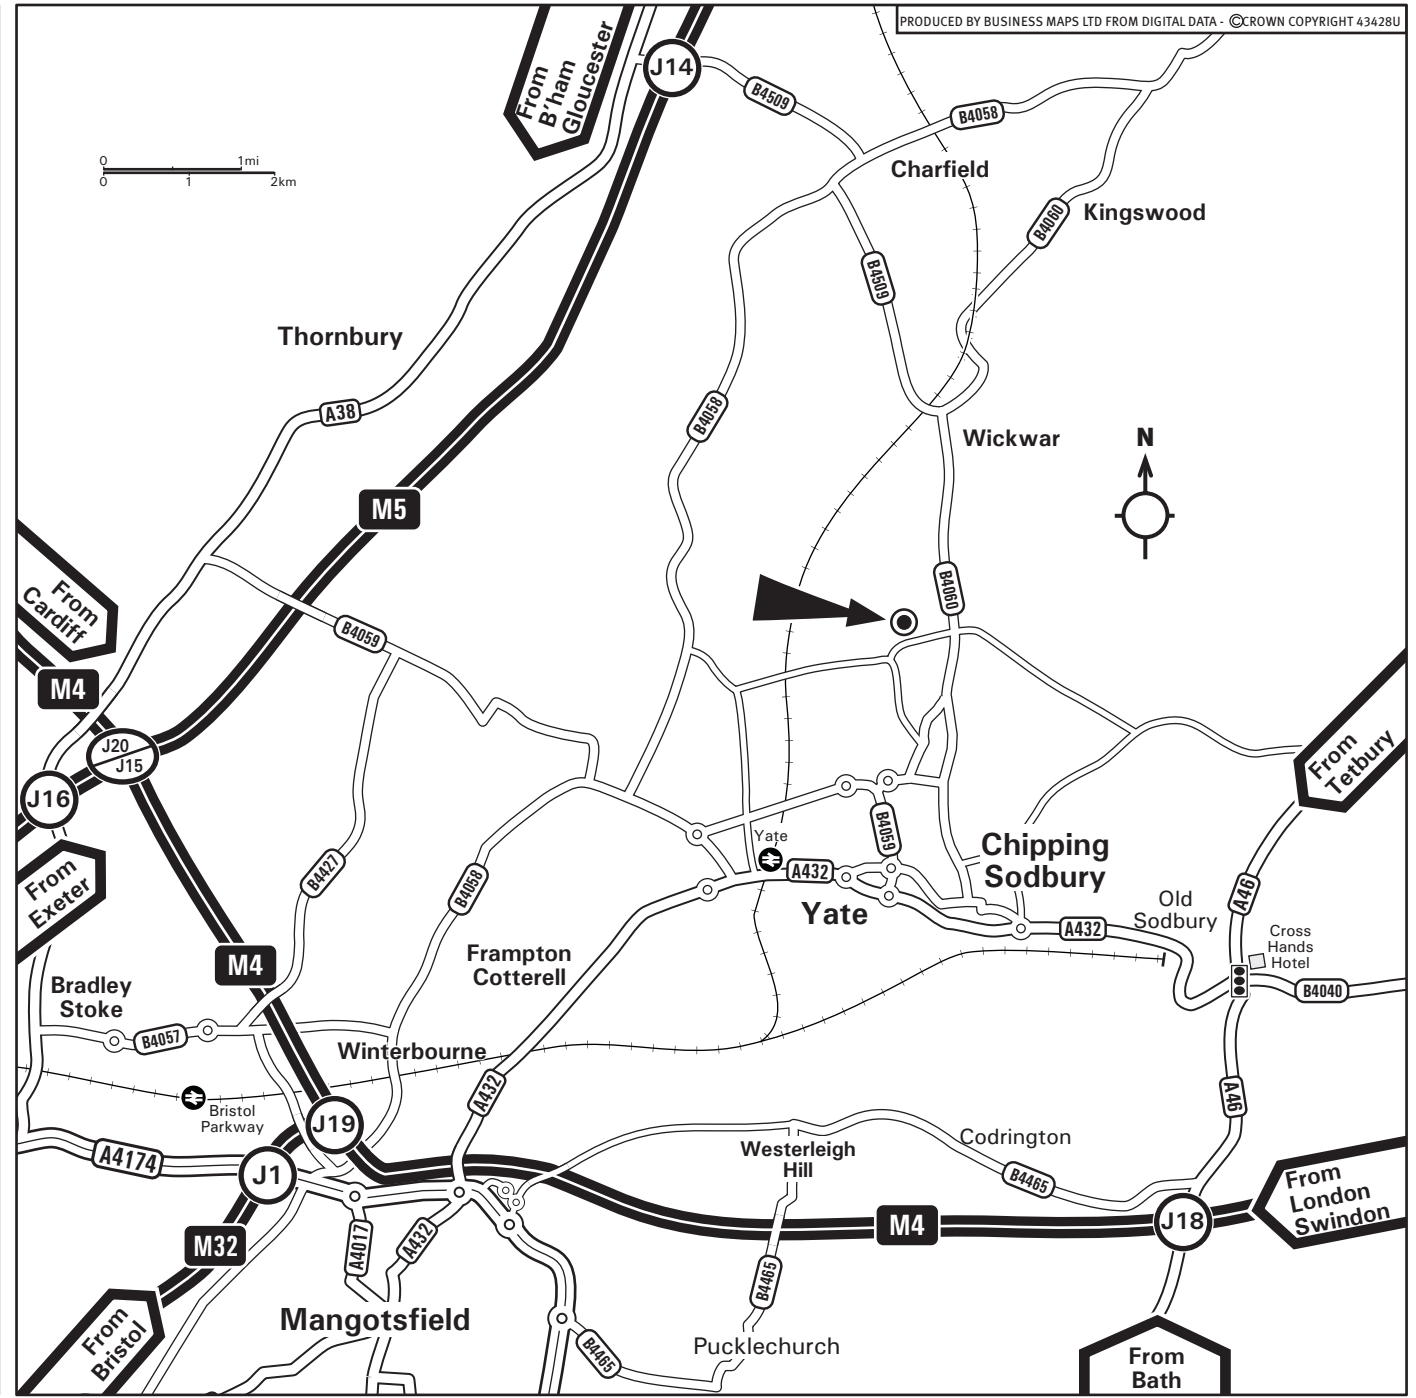 PRODUCED BY BUSINESS MAPS LTD FROM DIGITAL DATA - ©CROWN COPYRIGHT 43428U
From
B'ham
Gloucester
J14
B4509
B4058
Charfield
0
1mi
0
1
2km
B4060
Kingswood
B4509
Thornbury
A38
B4058
Wickwar
N
M5
From
Cardiff
B4060
B4059
M4
J20
J15
J16
From
Tetbury
Yate
B4059
Chipping
Sodbury
A432
From
Exeter
B4427
B4058
Yate
A46
Old
Sodbury
A432
Cross
Hands
Hotel
Frampton
Cotterell
M4
Bradley
Stoke
B4040
B4057
Winterbourne
A432
A46
Bristol
Parkway
J19
Westerleigh
Hill
Codrington
A4174
J1
B4465
From
London
Swindon
J18
M4
M32
A4017
A432
B4465
Mangotsfield
From
Bristol
B4465
Pucklechurch
From
Bath